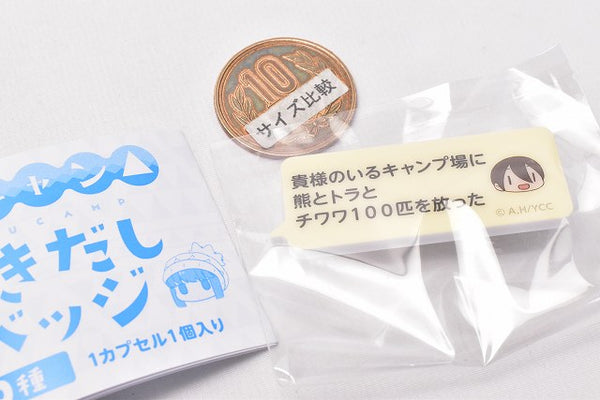 10
サイズ比較
貴様のいるキャンプ場に
熊とトラと
チワワ100匹を放った
© A.H/YCC
ャン△
UCAMP
きだし
バッジ
種
1カプセル1個入り